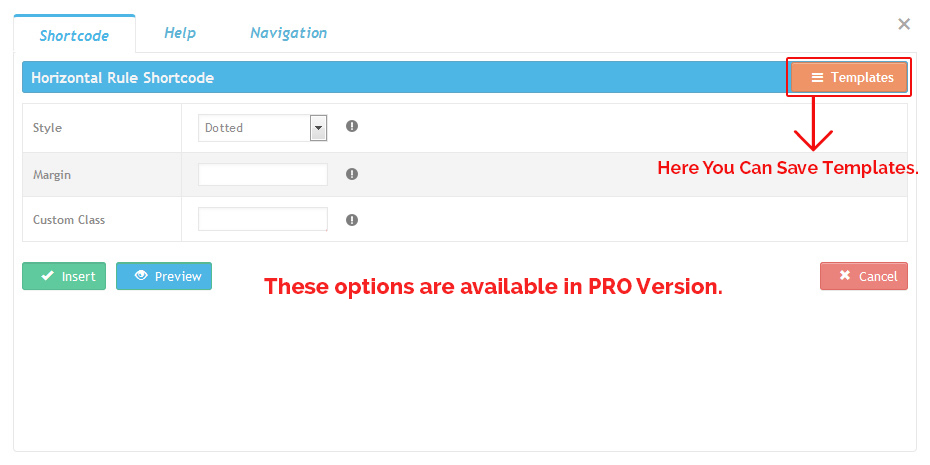 Shortcode Help Navigation
Horizontal Rule Shortcode Templates
Style Dotted
Here You Can Save Templates.
Margin
Custom Class
Insert Preview These options are available in PRO Version. Cancel